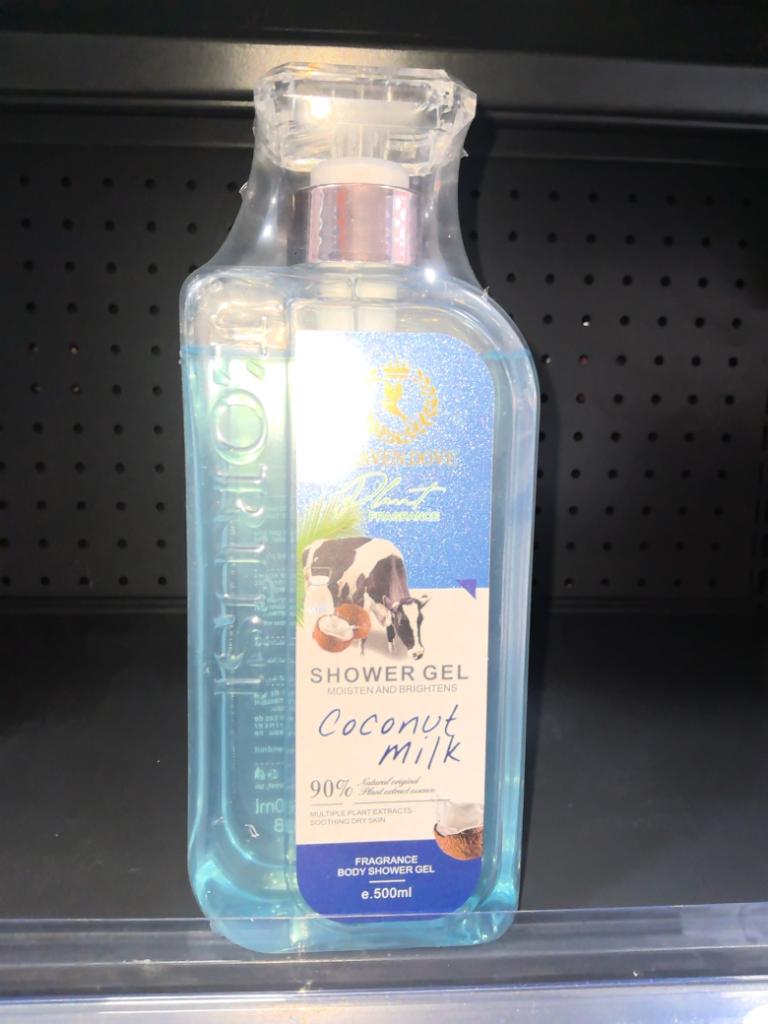 DOVE
Plant
FRAGRANCE
SHOWER GEL
MOISTEN AND BRIGHTENS
Coconut
Milk
90% Natural original
Plant extract essence
MULTIPLE PLANT EXTRACTS
SOOTHING DRY SKIN
FRAGRANCE
BODY SHOWER GEL
e.500ml